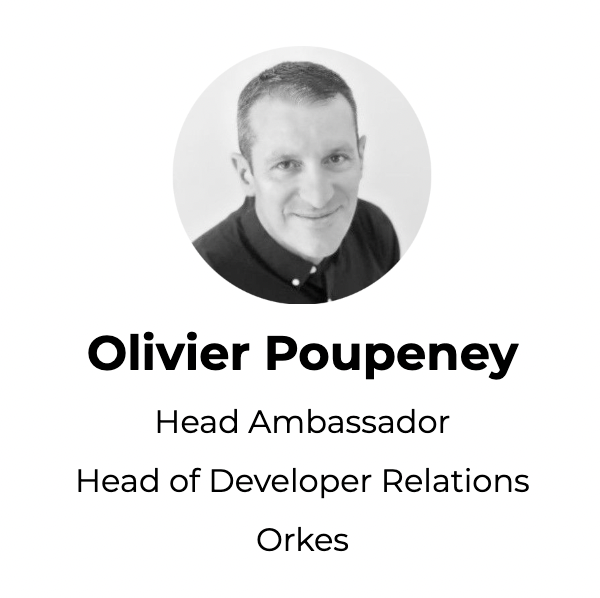 Olivier Poupeney
Head Ambassador
Head of Developer Relations
Orkes